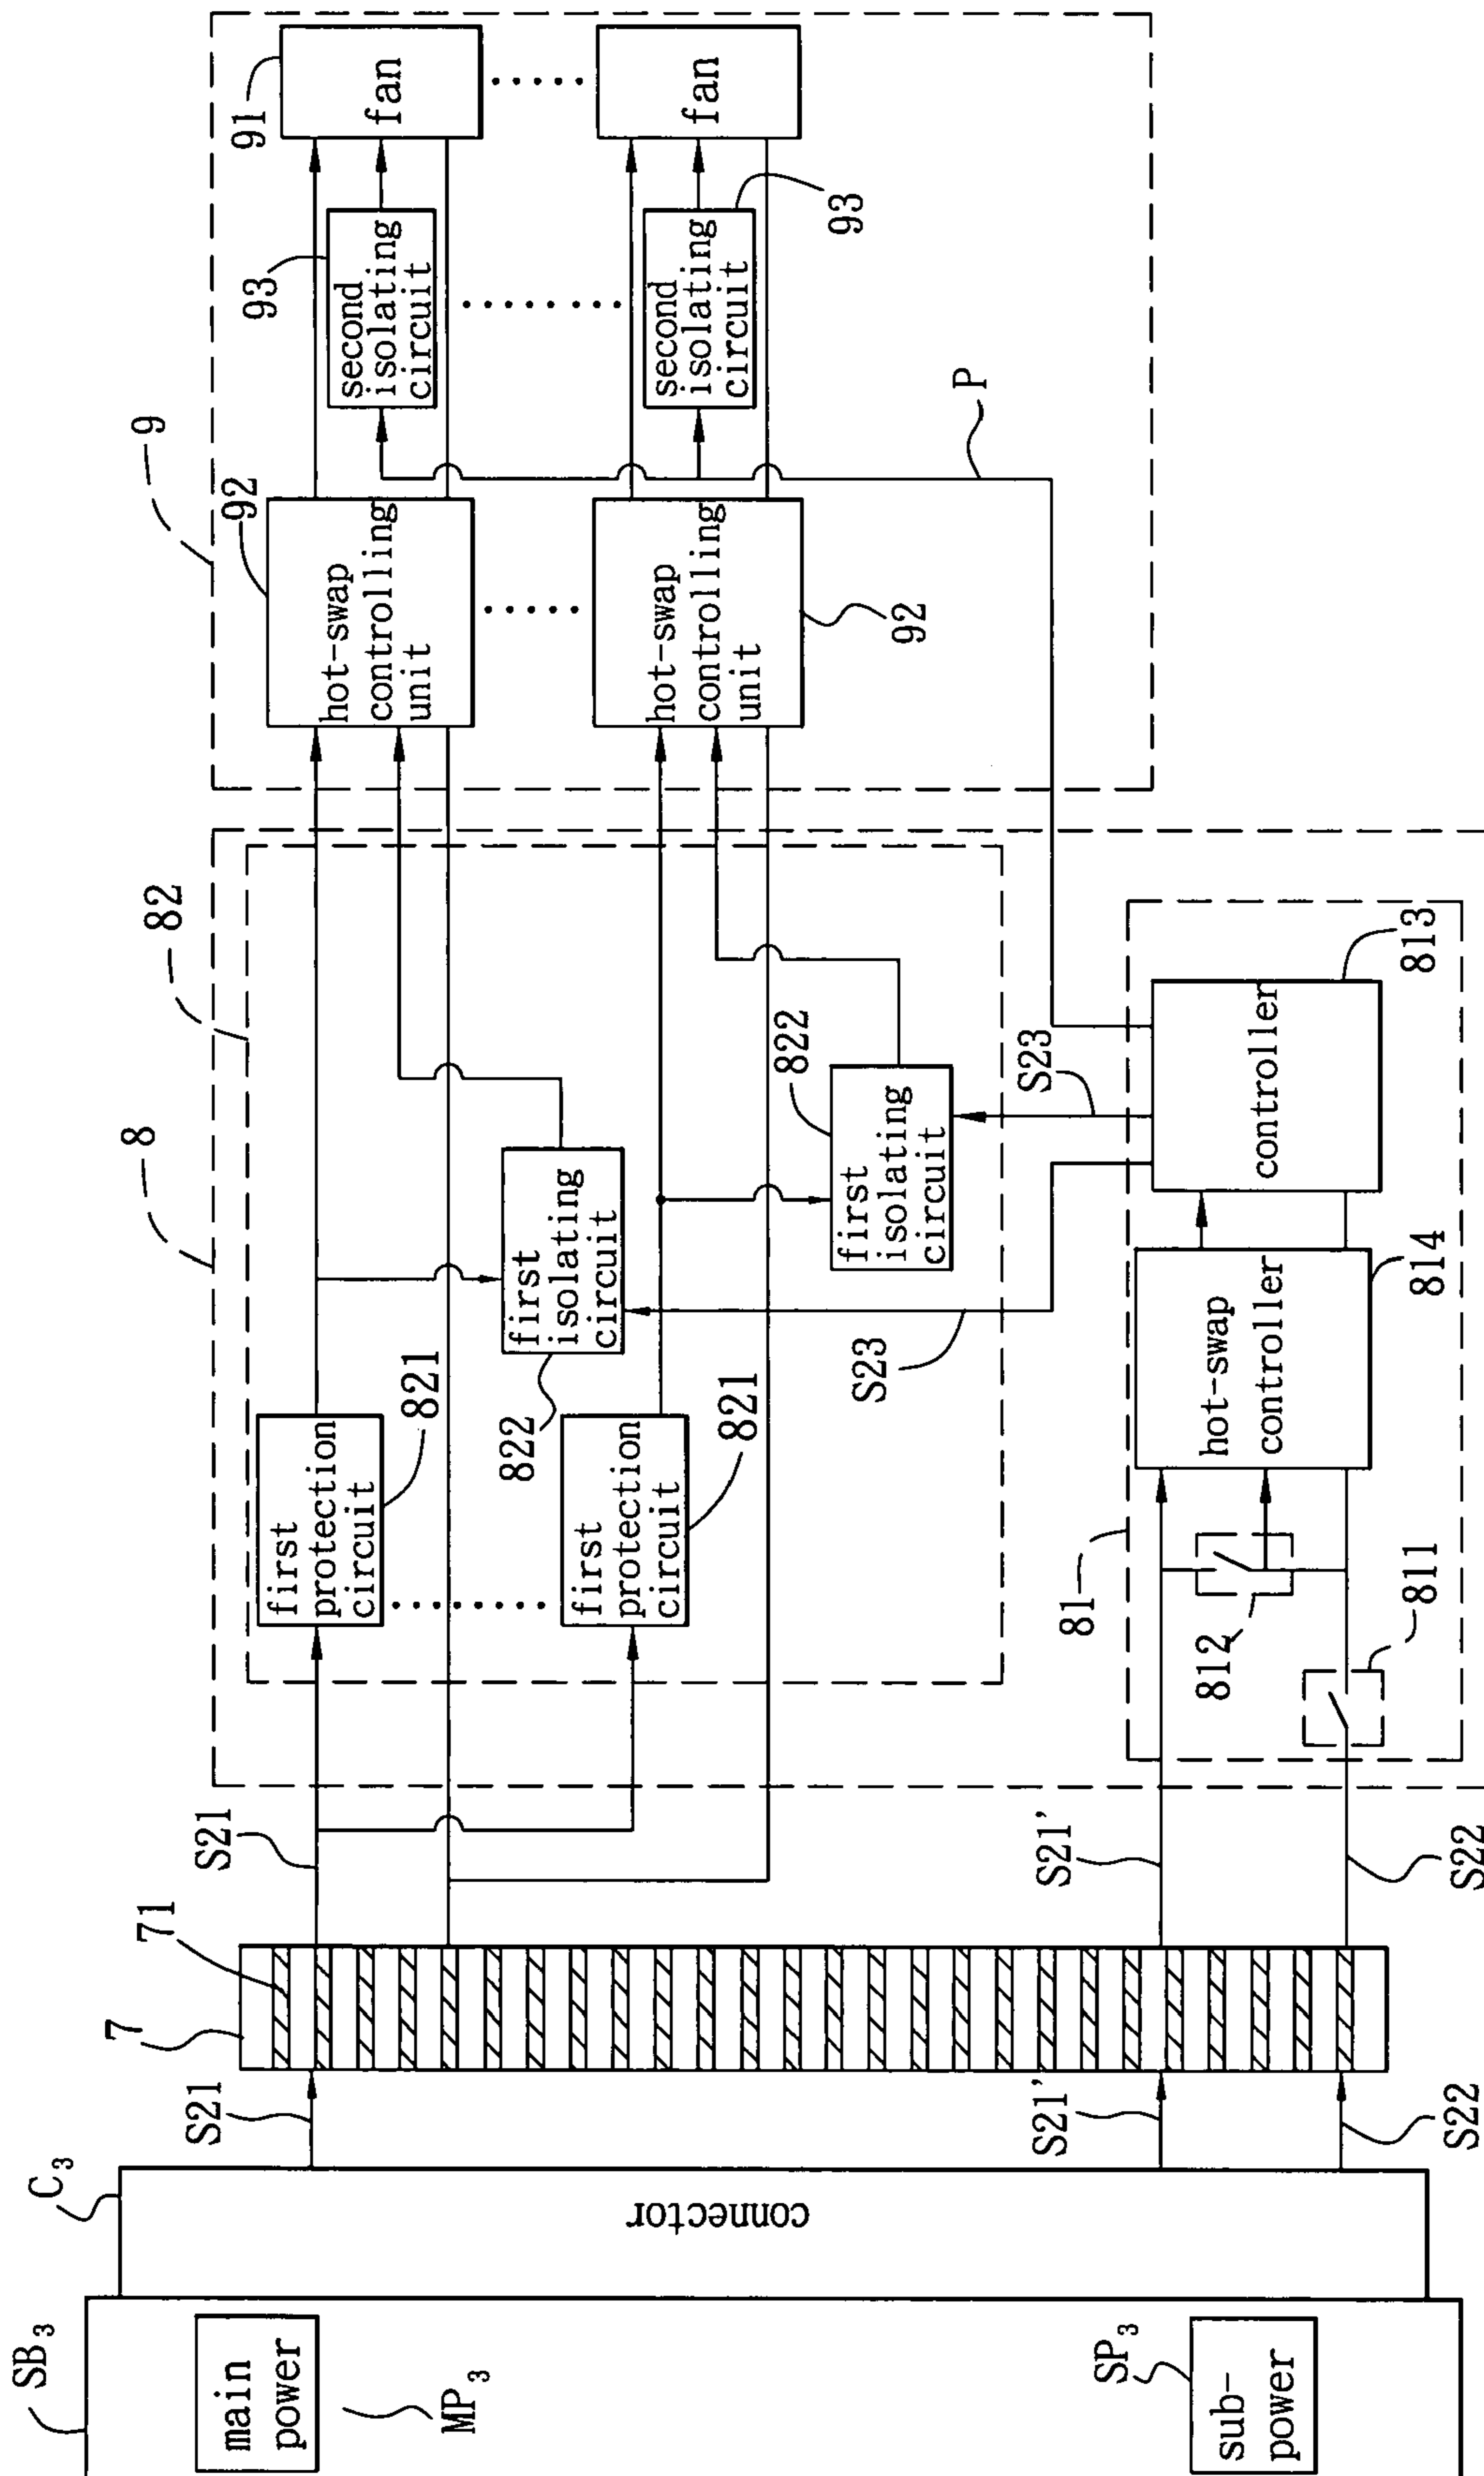 SB3
main
power
MP3
SP3
sub-
power
C3
connector
S21
S21'
S22
7
71
S21
S21'
S22
8
82
first
protection
circuit
821
first
protection
circuit
821
first
isolating
circuit
822
first
isolating
circuit
822
S23
S23
81
811
812
hot-swap
controller
814
controller
813
9
92
hot-swap
controlling
unit
hot-swap
controlling
unit
92
P
93
second
isolating
circuit
second
isolating
circuit
93
91
fan
fan